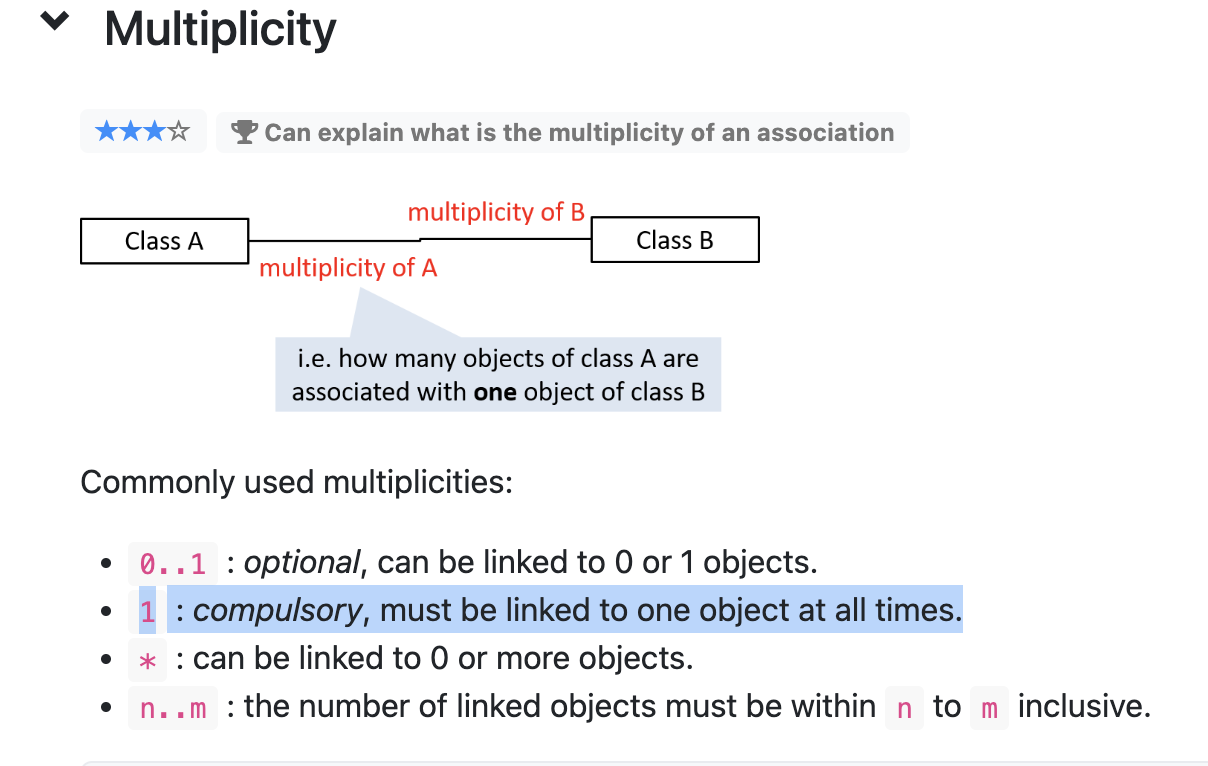 Multiplicity
★★★☆ Can explain what is the multiplicity of an association
multiplicity of B
Class A
Class B
multiplicity of A
i.e. how many objects of class A are
associated with one object of class B
Commonly used multiplicities:
• 0..1 : optional, can be linked to 0 or 1 objects.
• 1 : compulsory, must be linked to one object at all times.
• * : can be linked to 0 or more objects.
• n..m : the number of linked objects must be within n to m inclusive.